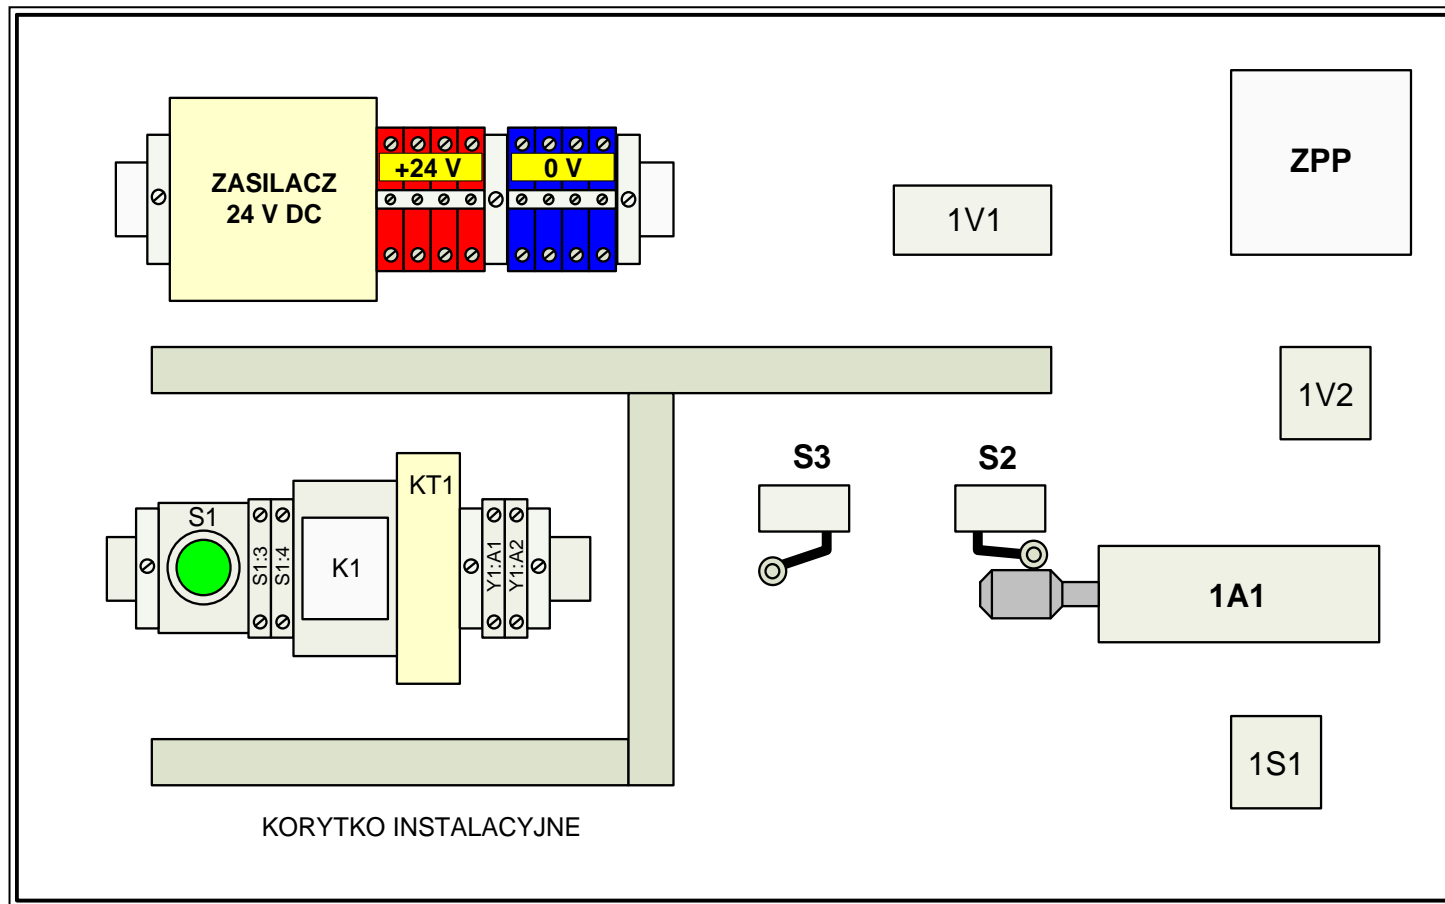 ZASILACZ
24 V DC
+24 V
0 V
1V1
ZPP
1V2
S3
S2
S1
S1:3
S1:4
K1
KT1
Y1:A1
Y1:A2
1A1
1S1
KORYTKO INSTALACYJNE